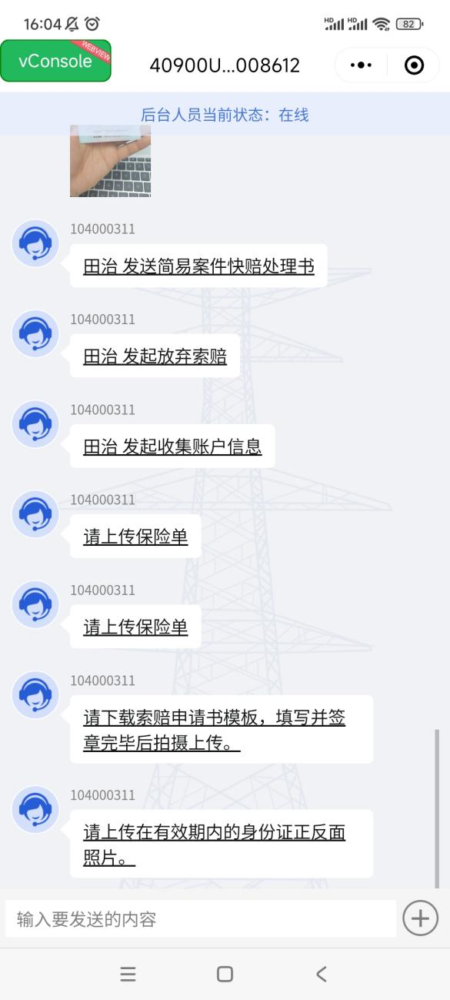 16:04
HD
HD
82
vConsole
WEBVIEW
40900U...008612
后台人员当前状态：在线
104000311
田治 发送简易案件快赔处理书
104000311
田治 发起放弃索赔
104000311
田治 发起收集账户信息
104000311
请上传保险单
104000311
请上传保险单
104000311
请下载索赔申请书模板，填写并签
章完毕后拍摄上传。
104000311
请上传在有效期内的身份证正反面
照片。
输入要发送的内容